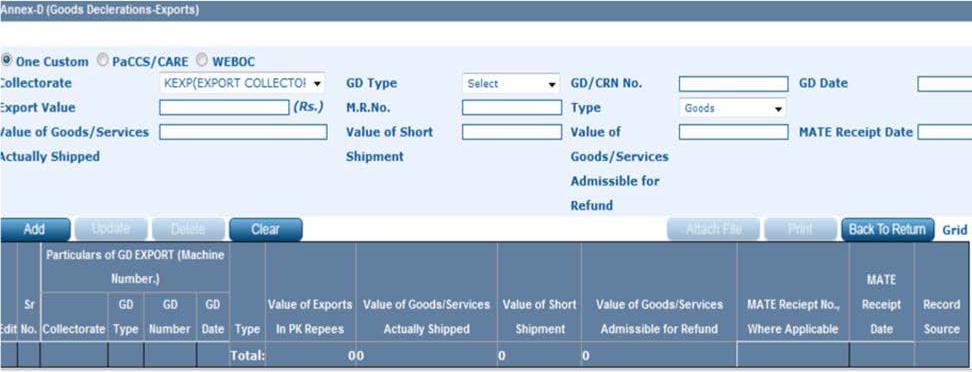 Annex-D (Goods Declerations-Exports)
One Custom PaCCS/CARE WEBOC
Collectorate KEXP(EXPORT COLLECTOR GD Type Select GD/CRN No. GD Date
Export Value (Rs.) M.R.No. Type Goods
Value of Goods/Services Value of Short Value of MATE Receipt Date
Actually Shipped Shipment Goods/Services
Admissible for
Refund
Add Update Delete Clear Attach File Print Back To Return Grid
Particulars of GD EXPORT (Machine
Number.) MATE
Sr GD GD GD Value of Exports Value of Goods/Services Value of Short Value of Goods/Services MATE Reciept No., Receipt Record
Edit No. Collectorate Type Number Date Type In PK Repees Actually Shipped Shipment Admissible for Refund Where Applicable Date Source
Total: 0 0 0 0